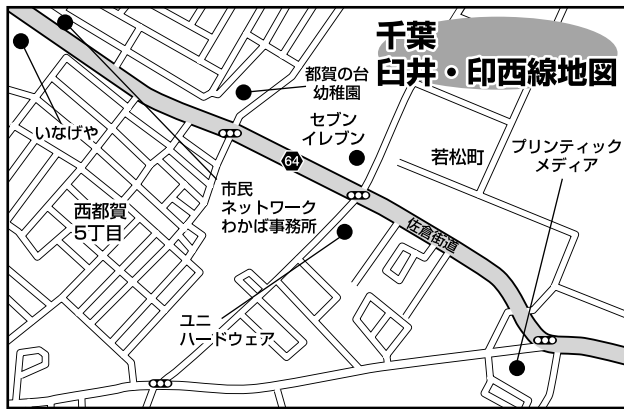 千葉
臼井・印西線地図
都賀の台
幼稚園
セブン
イレブン
いなげや
64
若松町
プリンティック
メディア
市民
ネットワーク
わかば事務所
西都賀
5丁目
佐倉街道
ユニ
ハードウェア